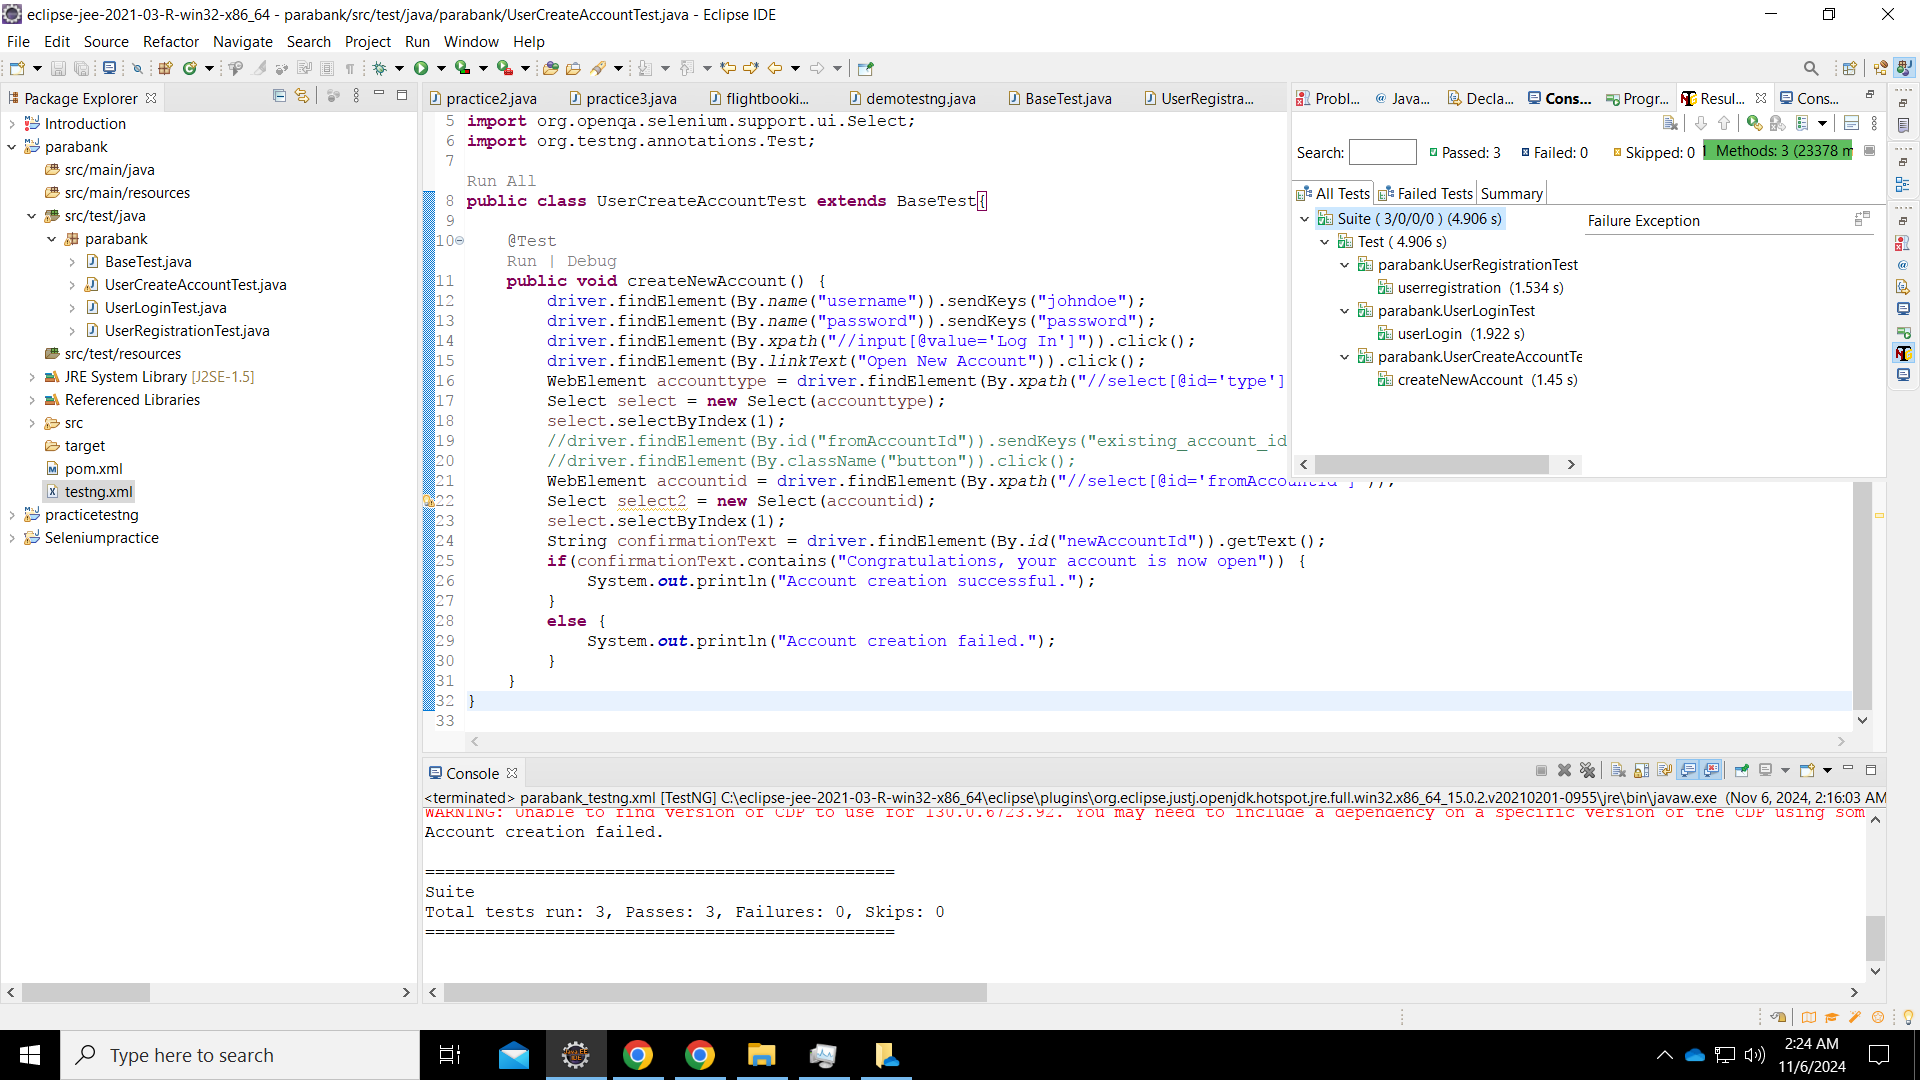 eclipse-jee-2021-03-R-win32-x86_64 - parabank/src/test/java/parabank/UserCreateAccountTest.java - Eclipse IDE
File Edit Source Refactor Navigate Search Project Run Window Help
Package Explorer
Introduction
parabank
src/main/java
src/main/resources
src/test/java
parabank
BaseTest.java
UserCreateAccountTest.java
UserLoginTest.java
UserRegistrationTest.java
src/test/resources
JRE System Library [J2SE-1.5]
Referenced Libraries
src
target
pom.xml
testng.xml
practicetestng
Seleniumpractice
practice2.java practice3.java flightbooki... demotestng.java BaseTest.java UserRegistra...
5 import org.openqa.selenium.support.ui.Select;
6 import org.testng.annotations.Test;
7
Run All
8 public class UserCreateAccountTest extends BaseTest{
9
10 @Test
Run | Debug
11 public void createNewAccount() {
12 driver.findElement(By.name("username")).sendKeys("johndoe");
13 driver.findElement(By.name("password")).sendKeys("password");
14 driver.findElement(By.xpath("//input[@value='Log In']")).click();
15 driver.findElement(By.linkText("Open New Account")).click();
16 WebElement accounttype = driver.findElement(By.xpath("//select[@id='type']
17 Select select = new Select(accounttype);
18 select.selectByIndex(1);
19 //driver.findElement(By.id("fromAccountId")).sendKeys("existing_account_id
20 //driver.findElement(By.className("button")).click();
21 WebElement accountid = driver.findElement(By.xpath("//select[@id='fromAccountId']"));
22 Select select2 = new Select(accountid);
23 select.selectByIndex(1);
24 String confirmationText = driver.findElement(By.id("newAccountId")).getText();
25 if(confirmationText.contains("Congratulations, your account is now open")) {
26 System.out.println("Account creation successful.");
27 }
28 else {
29 System.out.println("Account creation failed.");
30 }
31 }
32 }
33
Probl... Java... Decla... Cons... Progr... Resul... Cons...
Search: Passed: 3 Failed: 0 Skipped: 0 Methods: 3 (23378 m
All Tests Failed Tests Summary
Suite ( 3/0/0/0 ) (4.906 s)
Test ( 4.906 s)
parabank.UserRegistrationTest
userregistration (1.534 s)
parabank.UserLoginTest
userLogin (1.922 s)
parabank.UserCreateAccountTe
createNewAccount (1.45 s)
Failure Exception
Console
<terminated> parabank_testng.xml [TestNG] C:\eclipse-jee-2021-03-R-win32-x86_64\eclipse\plugins\org.eclipse.justj.openjdk.hotspot.jre.full.win32.x86_64_15.0.2.v20210201-0955\jre\bin\javaw.exe (Nov 6, 2024, 2:16:03 AM
WARNING: Unable to find version of CDP to use for 130.0.6723.92. You may need to include a dependency on a specific version of the CDP using som
Account creation failed.
===============================================
Suite
Total tests run: 3, Passes: 3, Failures: 0, Skips: 0
===============================================
Type here to search
2:24 AM
11/6/2024